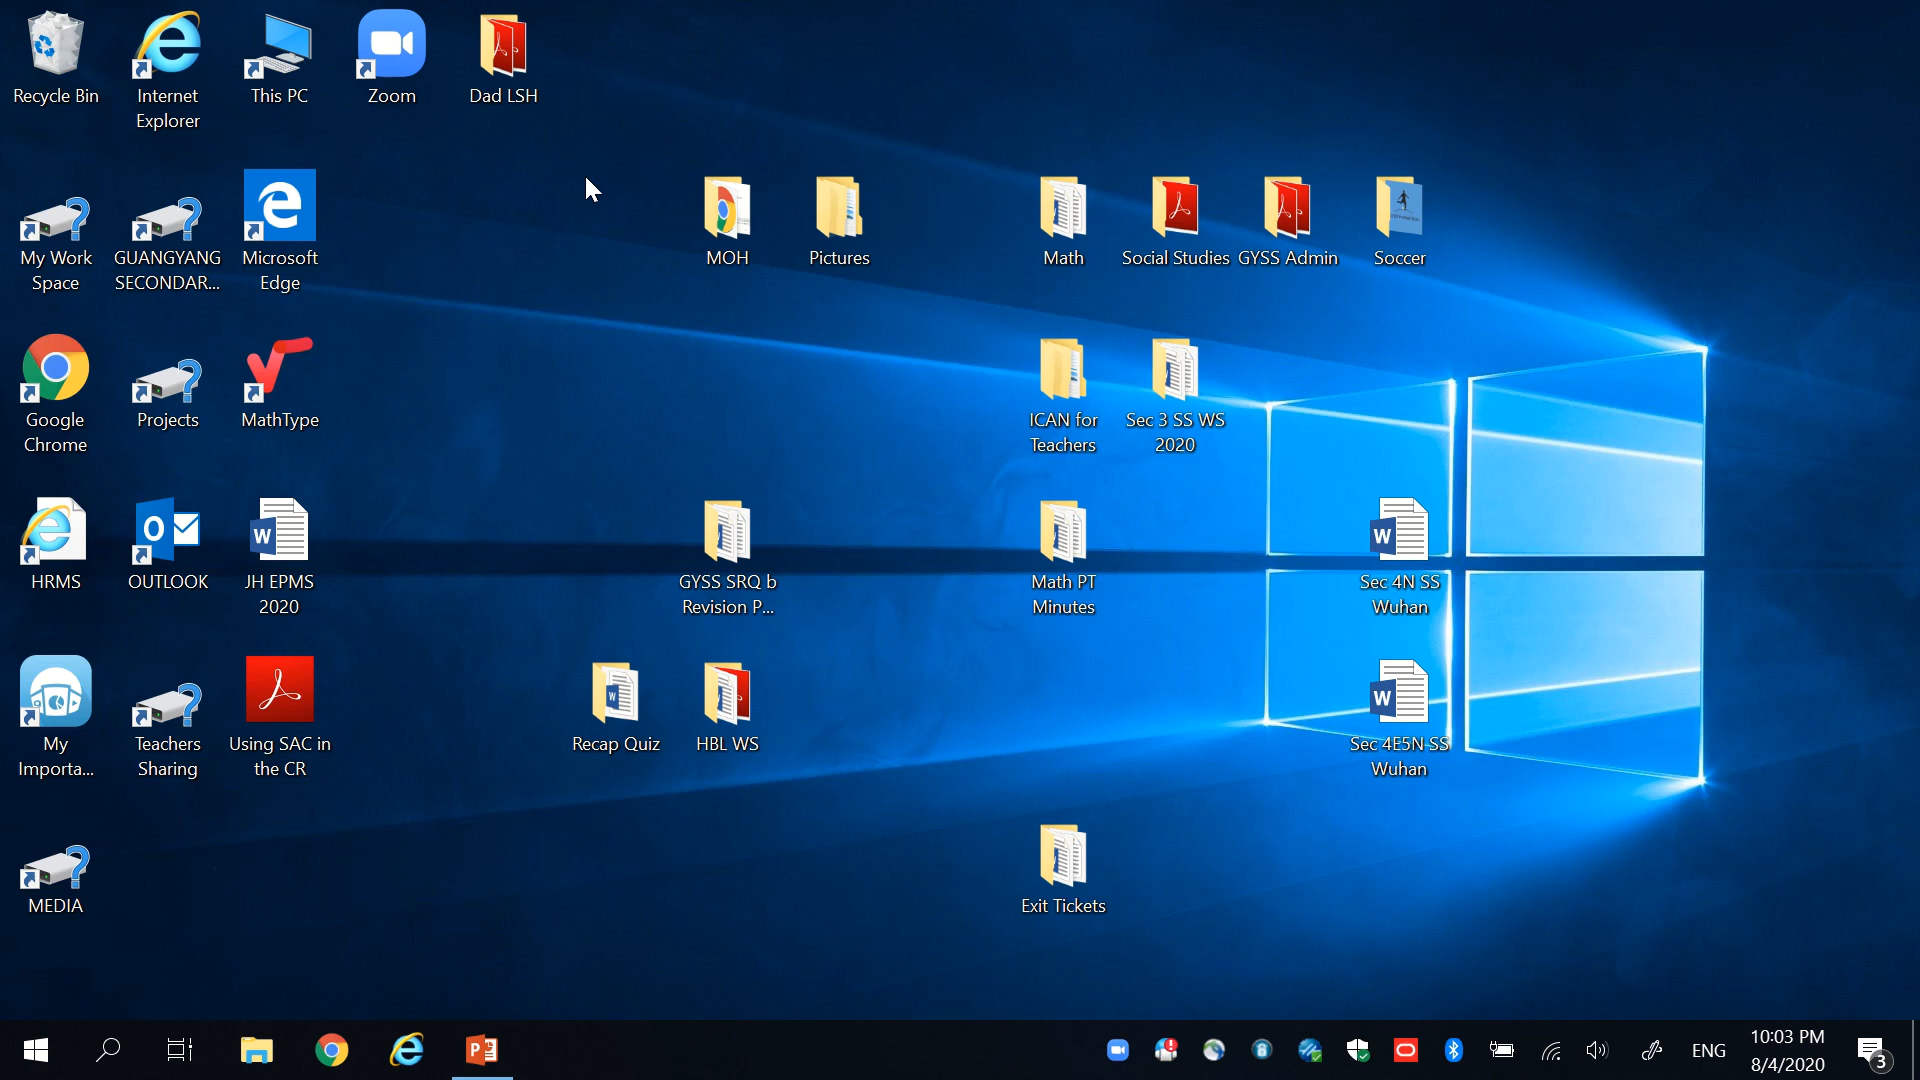 Recycle Bin
Internet
Explorer
This PC
Zoom
Dad LSH
My Work
Space
GUANGYANG
SECONDAR...
Microsoft
Edge
MOH
Pictures
Math
Social Studies
GYSS Admin
Soccer
Google
Chrome
Projects
MathType
ICAN for
Teachers
Sec 3 SS WS
2020
HRMS
OUTLOOK
JH EPMS
2020
GYSS SRQ b
Revision P...
Math PT
Minutes
Sec 4N SS
Wuhan
My
Importa...
Teachers
Sharing
Using SAC in
the CR
Recap Quiz
HBL WS
Sec 4E5N SS
Wuhan
MEDIA
Exit Tickets
ENG
10:03 PM
8/4/2020
3